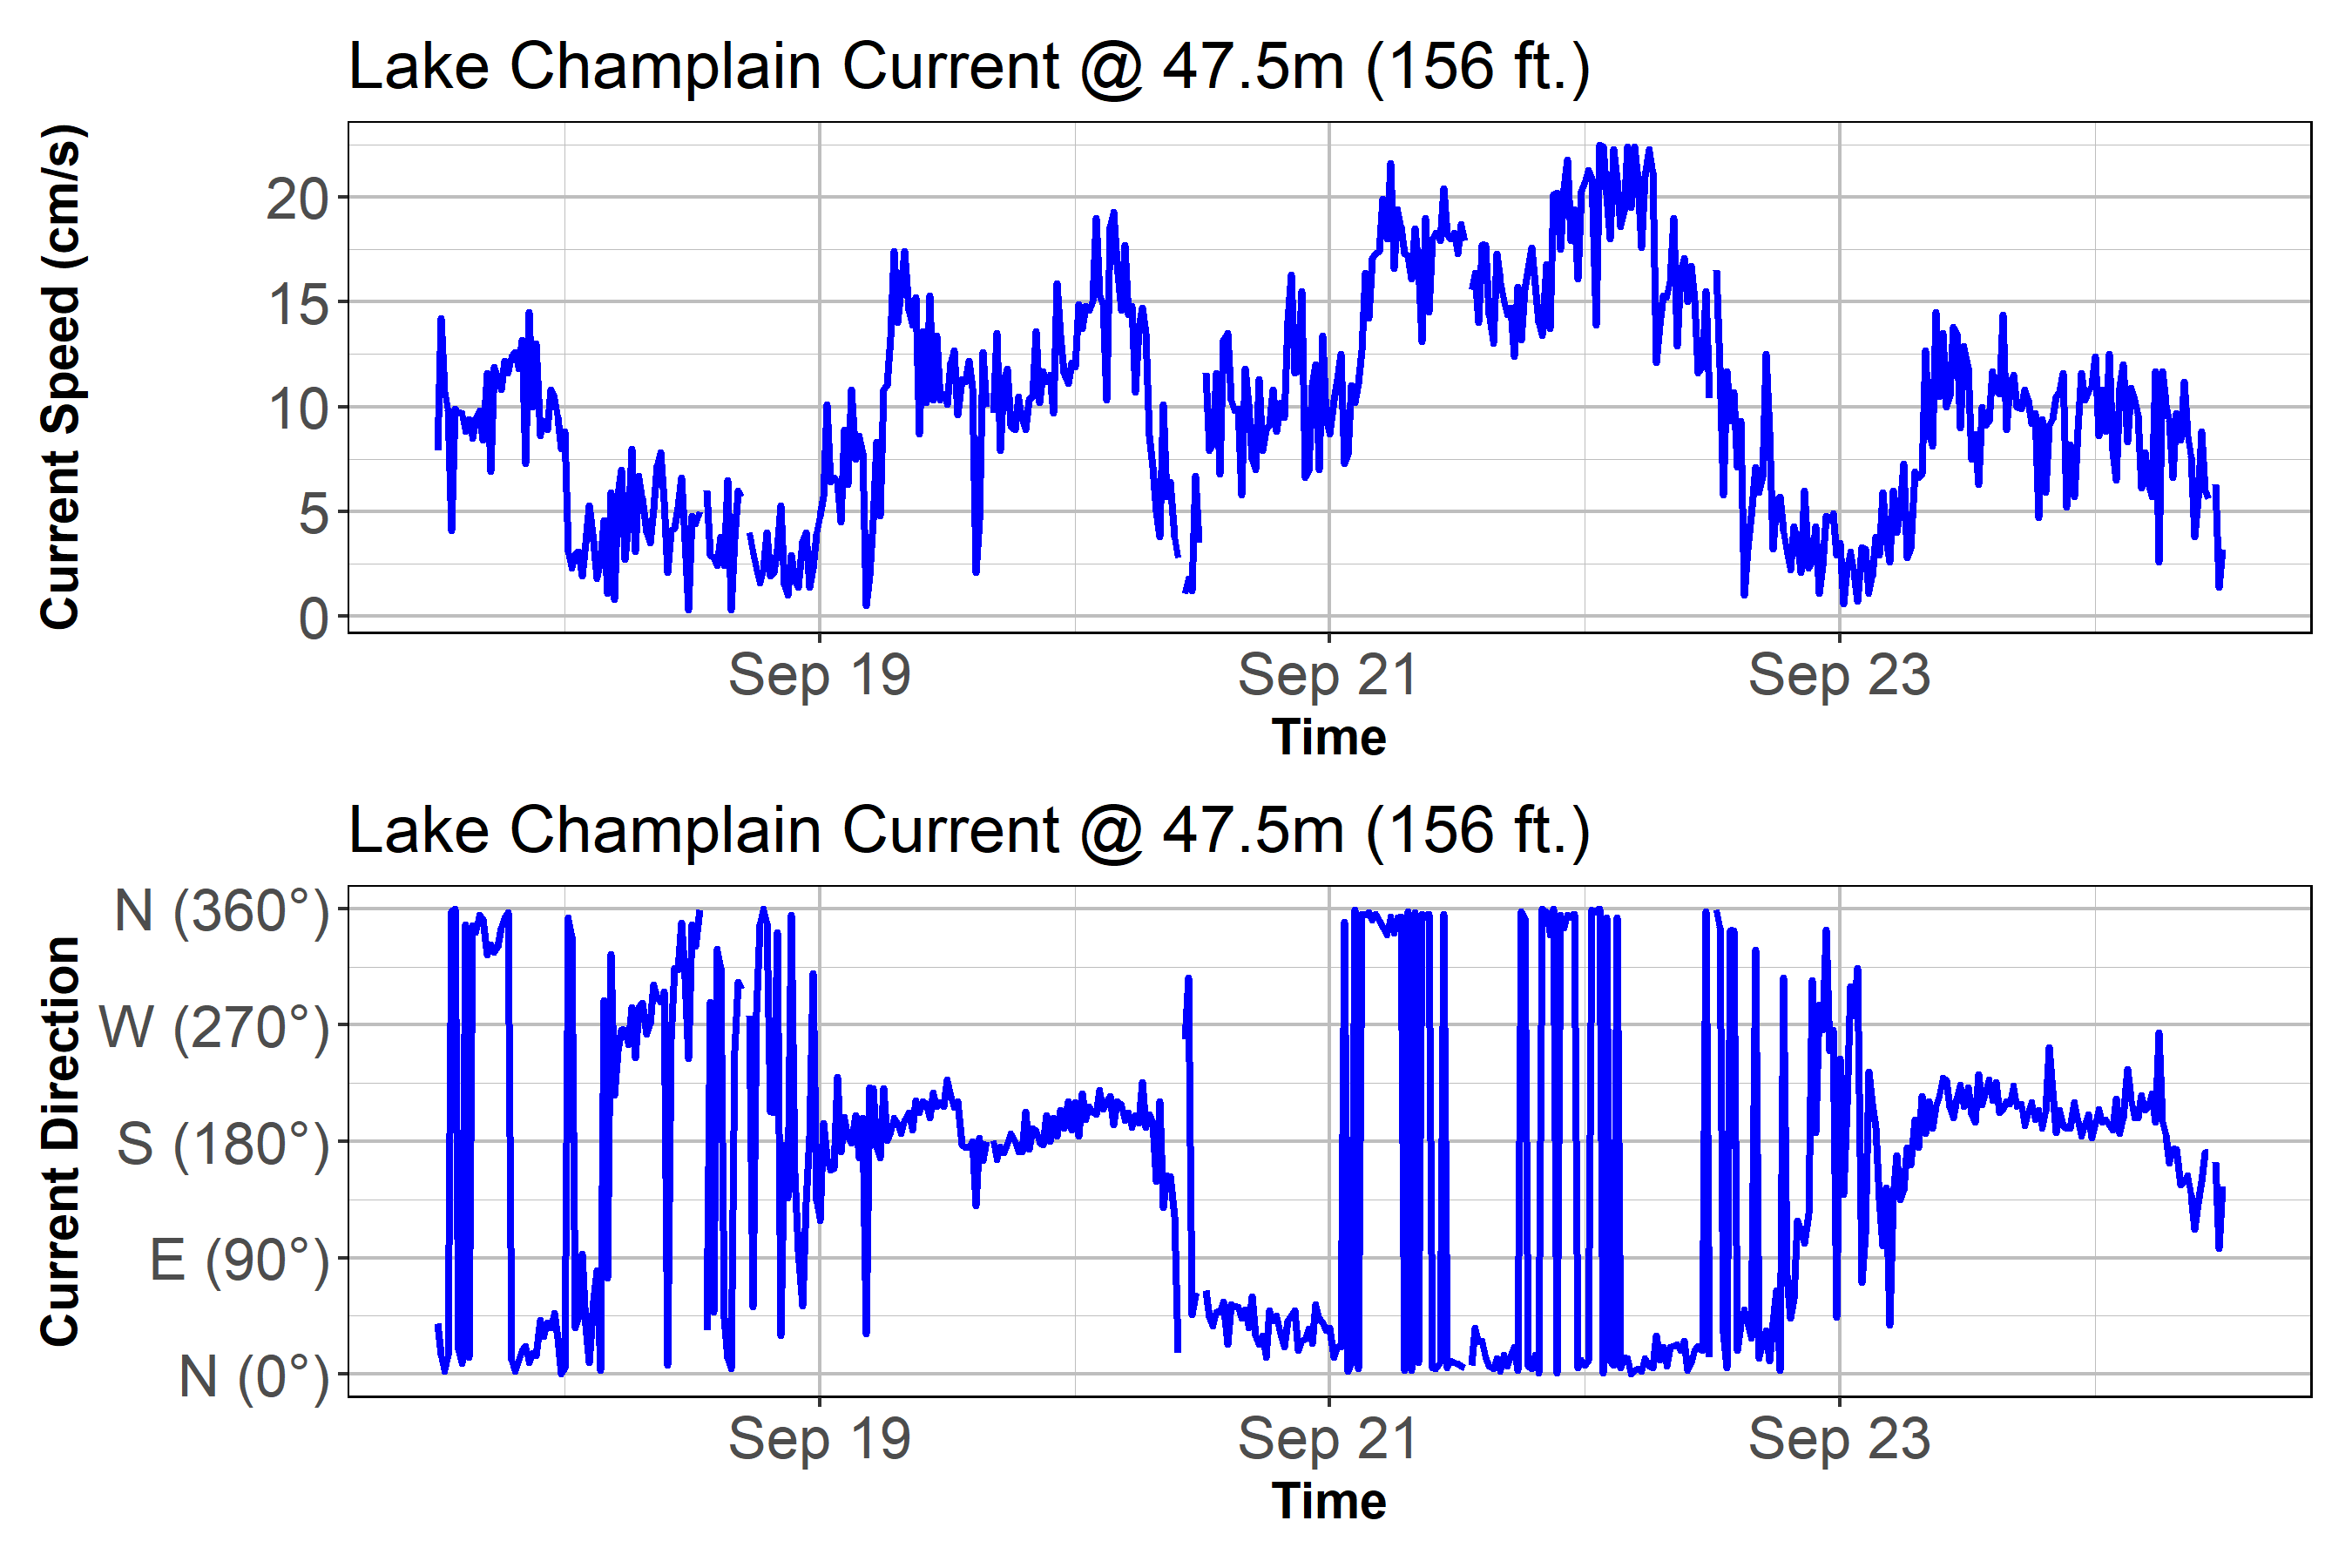 Lake Champlain Current @ 47.5m (156 ft.)
Current Speed (cm/s)
20
15
10
5
0
Sep 19 Sep 21 Sep 23
Time
Lake Champlain Current @ 47.5m (156 ft.)
Current Direction
N (360°)
W (270°)
S (180°)
E (90°)
N (0°)
Sep 19 Sep 21 Sep 23
Time